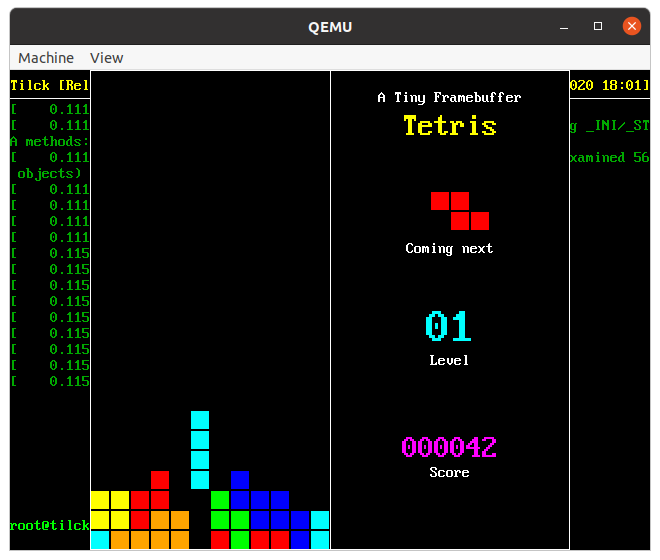 QEMU
Machine View
Tilck [Rel
020 18:01]
[    0.111
[    0.111
g _INI/_ST
A methods:
[    0.111
xamined 56
 objects)
[    0.111
[    0.111
[    0.111
[    0.111
[    0.115
[    0.115
[    0.115
[    0.115
[    0.115
[    0.115
[    0.115
[    0.115
[    0.115
root@tilck
A Tiny Framebuffer
Tetris
Coming next
01
Level
000042
Score